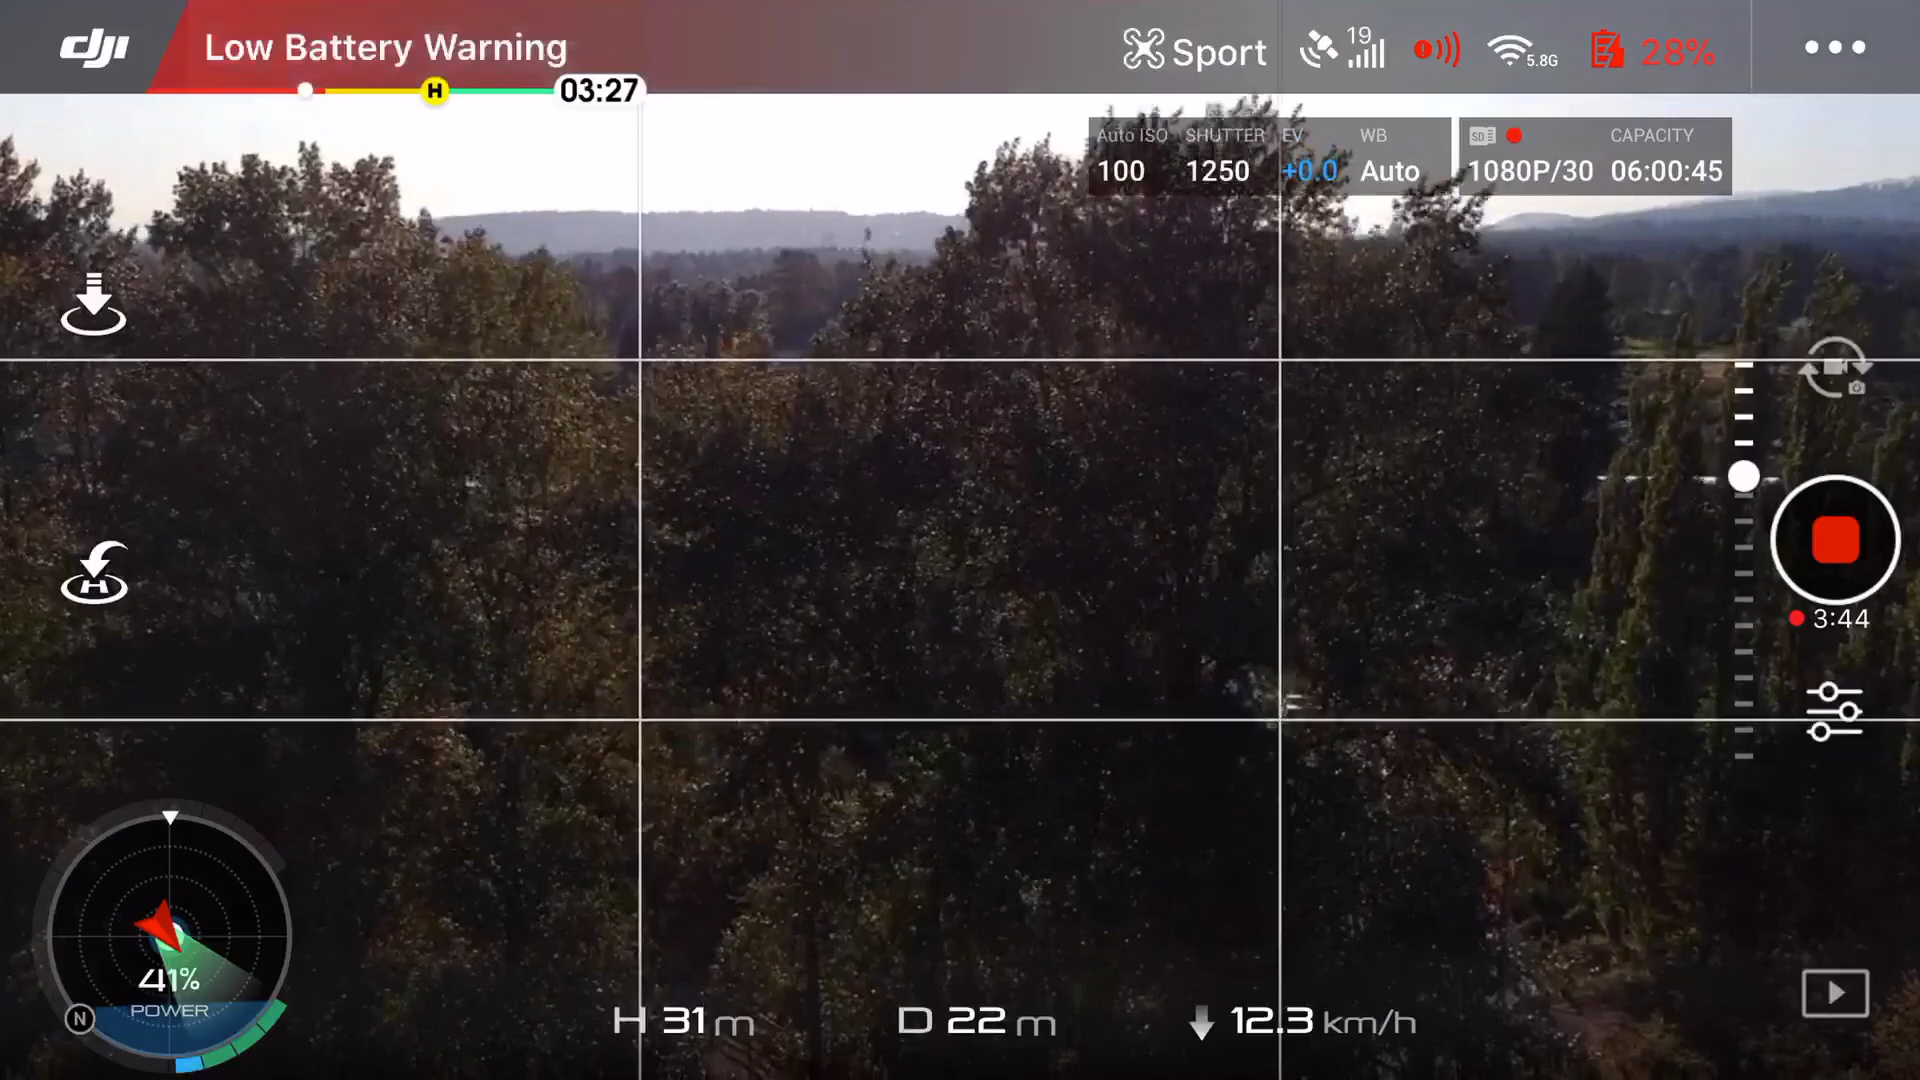 dji
Low Battery Warning
Sport
19
5.8G
28%
H
03:27
Auto ISO SHUTTER EV WB
100 1250 +0.0 Auto
SD CAPACITY
1080P/30 06:00:45
H
3:44
41%
POWER
N
H 31 m D 22 m 12.3 km/h